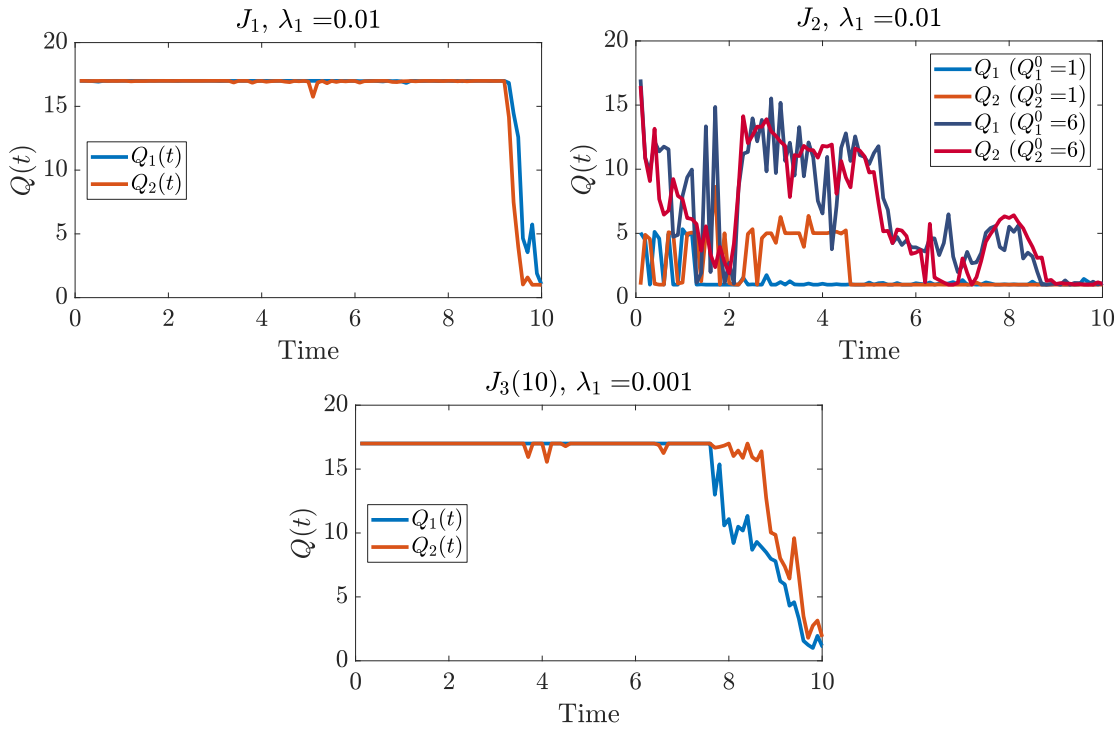 J₁, λ₁ =0.01
20
15
10
5
0
Q(t)
0 2 4 6 8 10
Time
Q₁(t)
Q₂(t)
J₂, λ₁ =0.01
20
15
10
5
0
Q(t)
0 2 4 6 8 10
Time
Q₁ (Q₁⁰ =1)
Q₂ (Q₂⁰ =1)
Q₁ (Q₁⁰ =6)
Q₂ (Q₂⁰ =6)
J₃(10), λ₁ =0.001
20
15
10
5
0
Q(t)
0 2 4 6 8 10
Time
Q₁(t)
Q₂(t)